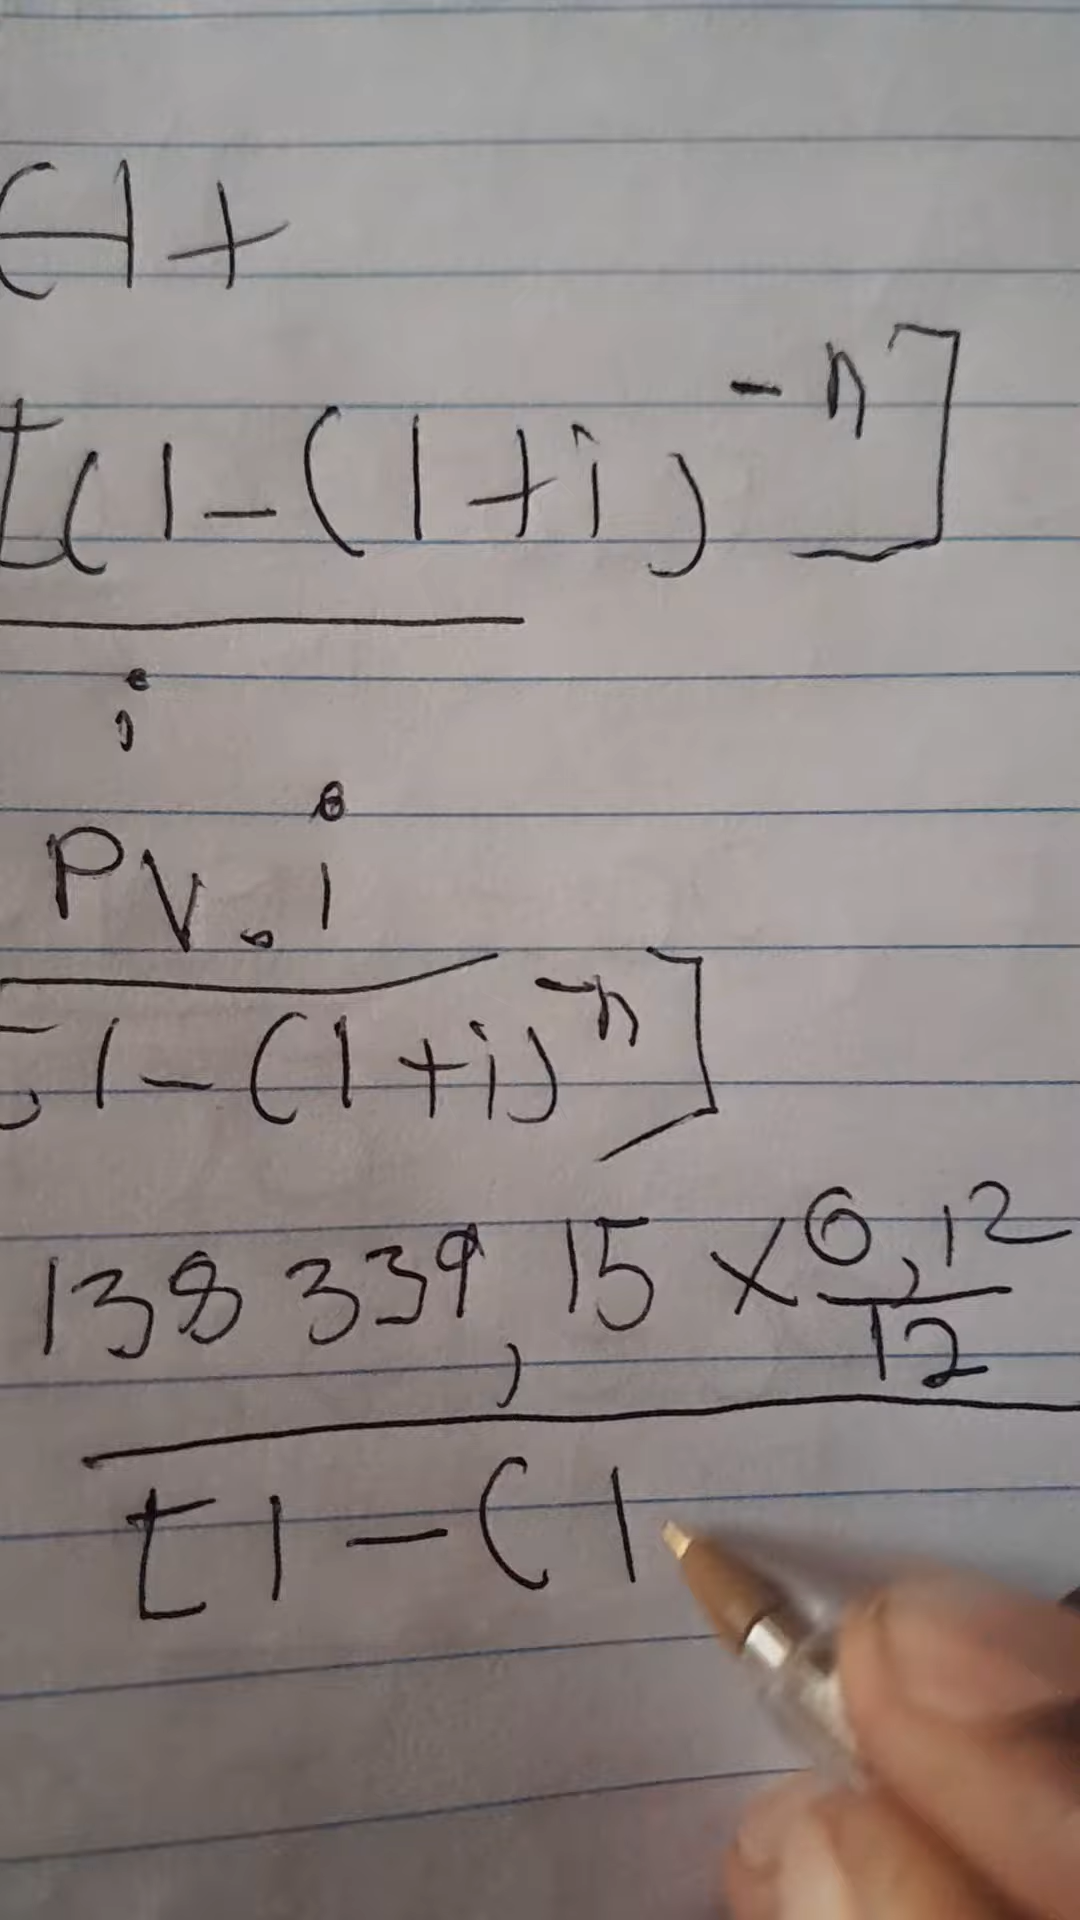 1 +
[(1 - (1 + i)^-n]
i
PV . i
[1 - (1 + i)^-n]
138 339,15 × 0,12
12
[1 - (1